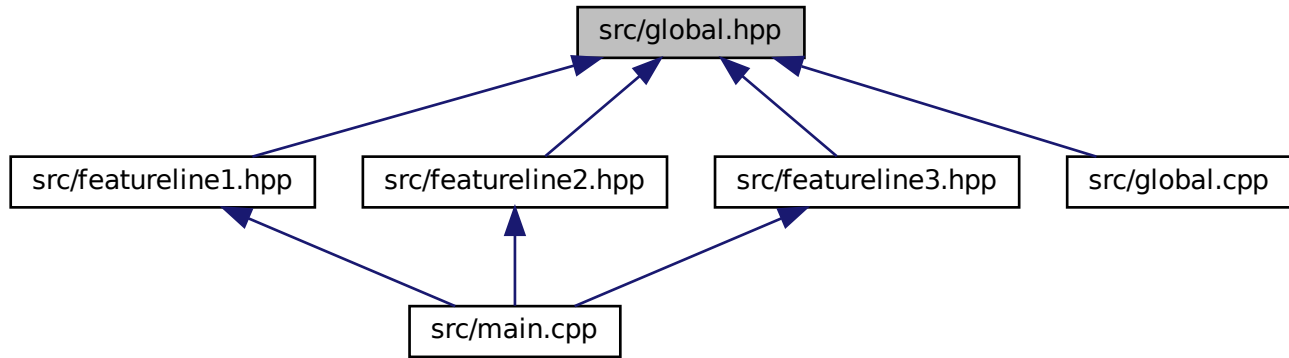 src/global.hpp
src/featureline1.hpp
src/featureline2.hpp
src/featureline3.hpp
src/global.cpp
src/main.cpp